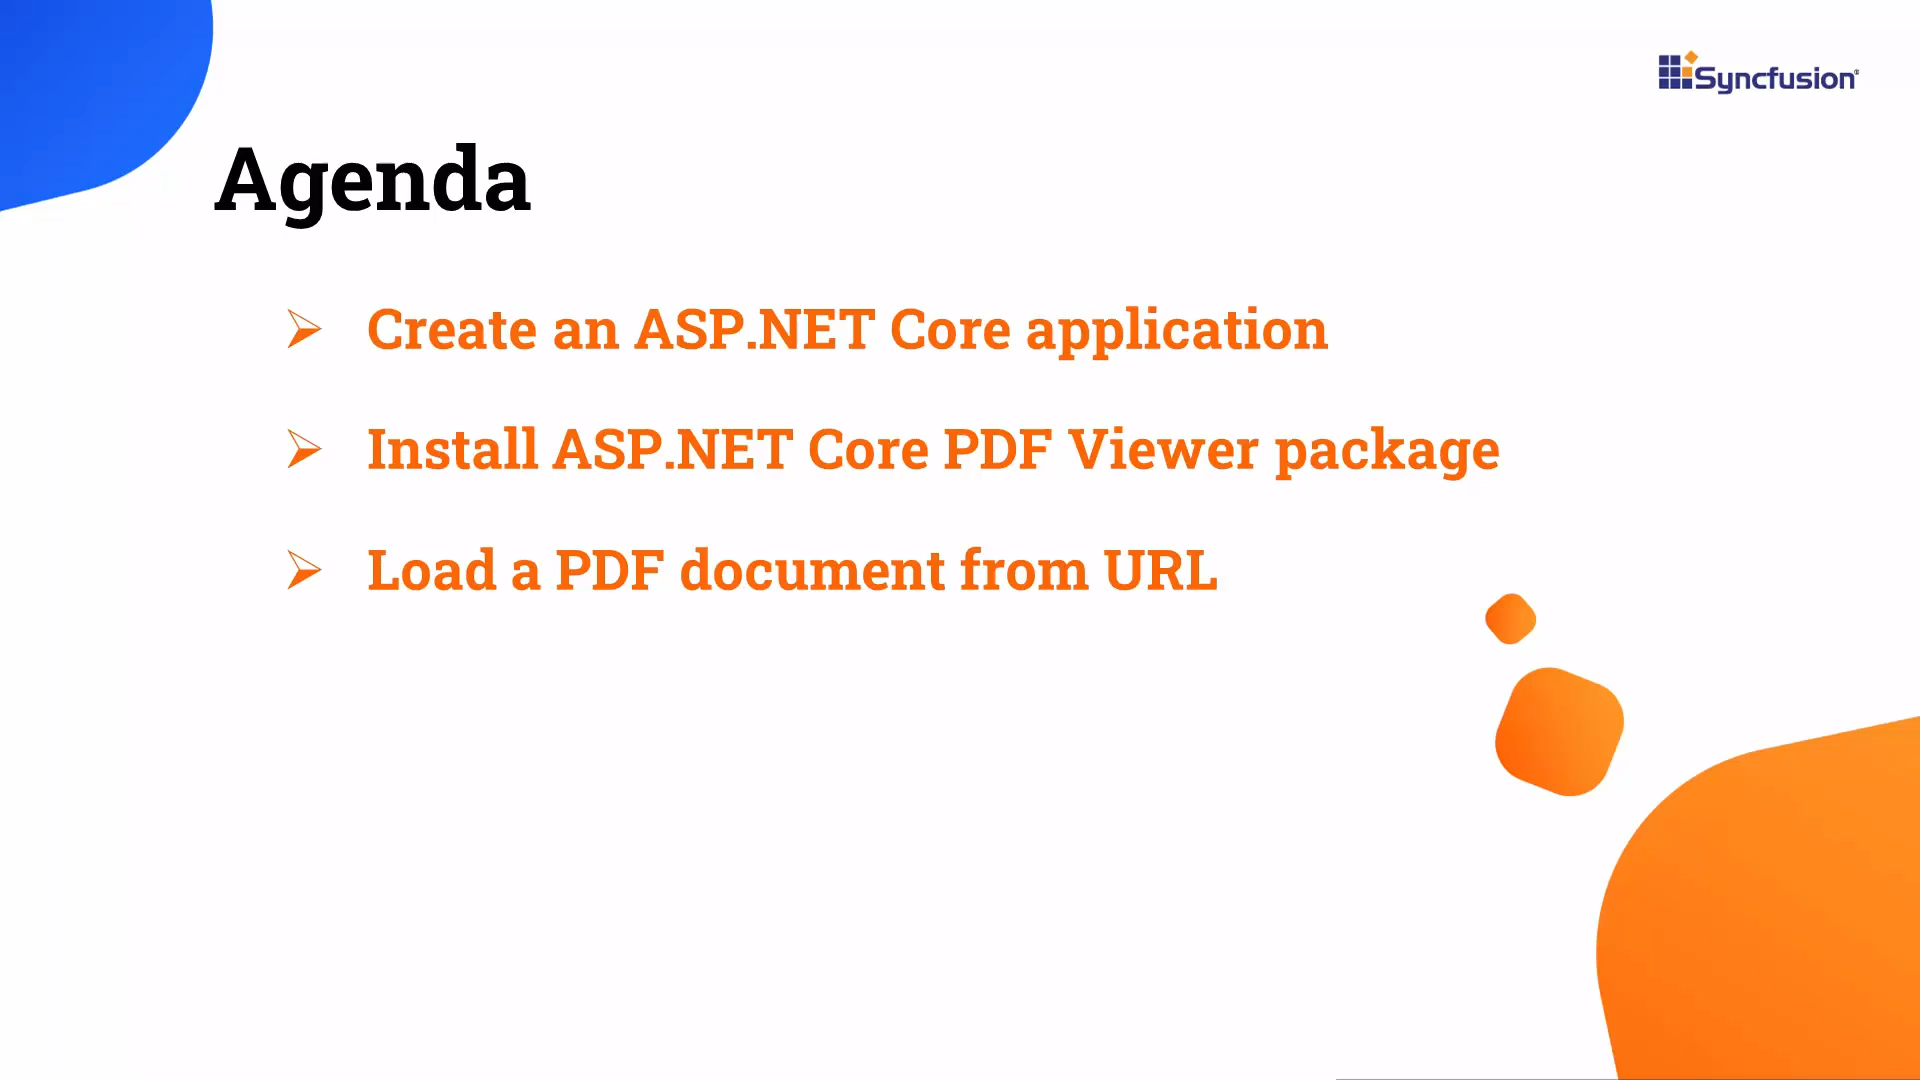 Syncfusion®
Agenda
➢ Create an ASP.NET Core application
➢ Install ASP.NET Core PDF Viewer package
➢ Load a PDF document from URL